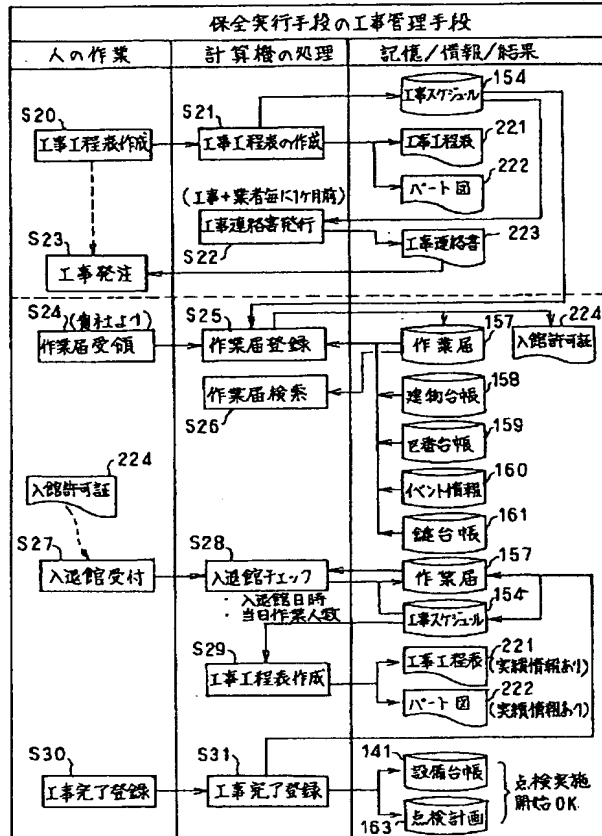 保全実行手段の工事管理手段
人の作業
計算機の処理
記憶/情報/結果
154
工事スケジュール
S20
S21
工事工程表作成
工事工程表の作成
221
工事工程表
222
パート図
(工事+業者毎に1ケ月前)
工事連絡書発行
S22
工事連絡書
223
S23
工事発注
S24
(貴社より)
作業届受領
S25
作業届登録
作業届
157
入館許可証
224
作業届検索
S26
建物台帳
158
159
イベント情報
160
鍵台帳
161
224
入館許可証
S27
入退館受付
S28
入退館チェック
・入退館日時
・当日作業人数
作業届
157
工事スケジュール
154
S29
工事工程表作成
工事工程表
221
(実績情報あり)
パート図
222
(実績情報あり)
S30
工事完了登録
S31
工事完了登録
141
設備台帳
点検計画
163
点検実施
開始OK